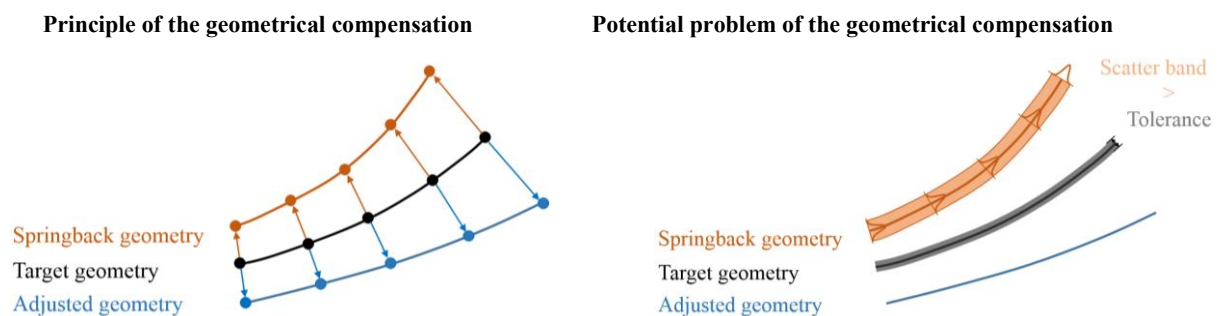 Principle of the geometrical compensation
Springback geometry
Target geometry
Adjusted geometry
Potential problem of the geometrical compensation
Scatter band
>
Tolerance
Springback geometry
Target geometry
Adjusted geometry